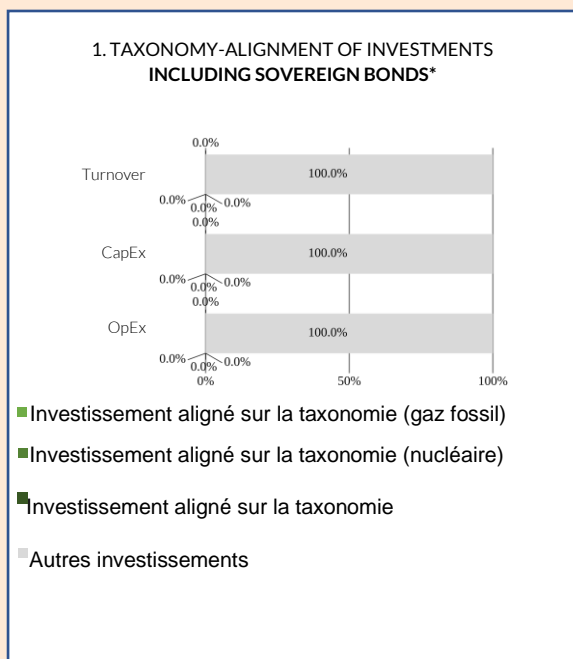 1. TAXONOMY-ALIGNMENT OF INVESTMENTS
INCLUDING SOVEREIGN BONDS*
0.0%
Turnover
100.0%
0.0%
0.0%
0.0%
0.0%
CapEx
100.0%
0.0%
0.0%
0.0%
0.0%
OpEx
100.0%
0.0%
0.0%
0.0%
0%
50%
100%
Investissement aligné sur la taxonomie (gaz fossil)
Investissement aligné sur la taxonomie (nucléaire)
Investissement aligné sur la taxonomie
Autres investissements